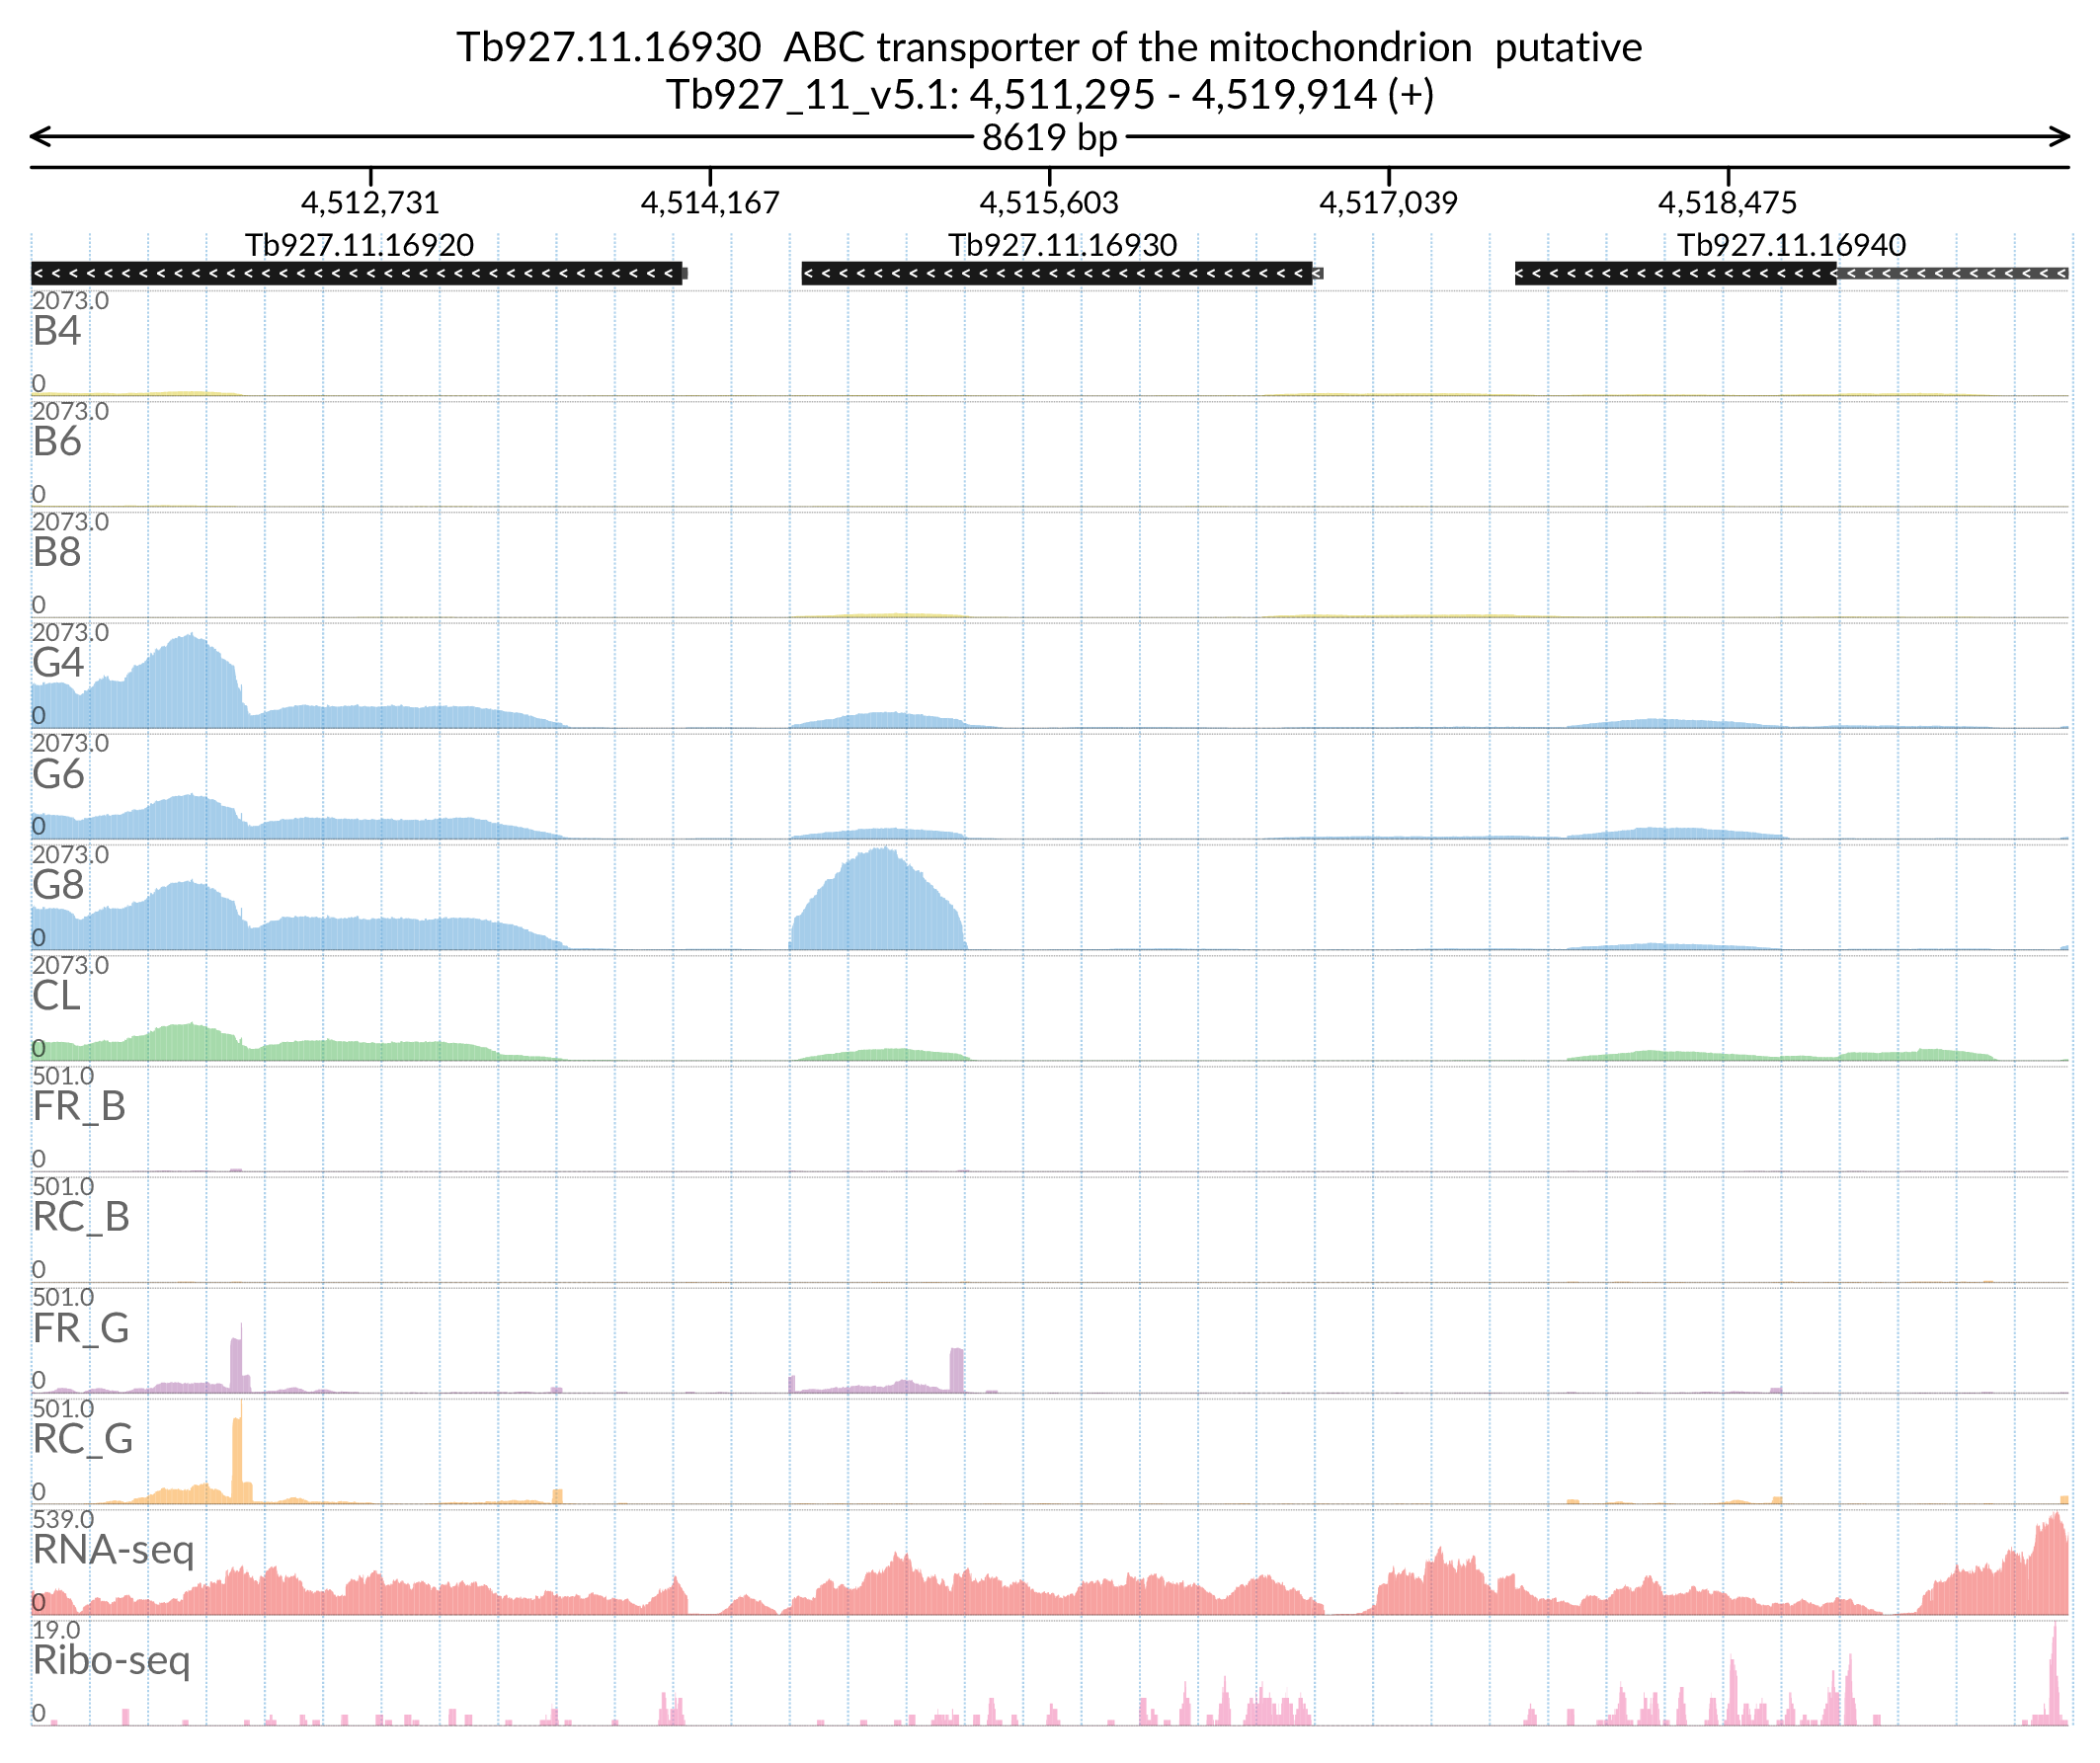 Tb927.11.16930  ABC transporter of the mitochondrion  putative
Tb927_11_v5.1: 4,511,295 - 4,519,914 (+)
8619 bp
4,512,731 4,514,167 4,515,603 4,517,039 4,518,475
Tb927.11.16920 Tb927.11.16930 Tb927.11.16940
2073.0
B4
0
2073.0
B6
0
2073.0
B8
0
2073.0
G4
0
2073.0
G6
0
2073.0
G8
0
2073.0
CL
0
501.0
FR_B
0
501.0
RC_B
0
501.0
FR_G
0
501.0
RC_G
0
539.0
RNA-seq
0
19.0
Ribo-seq
0